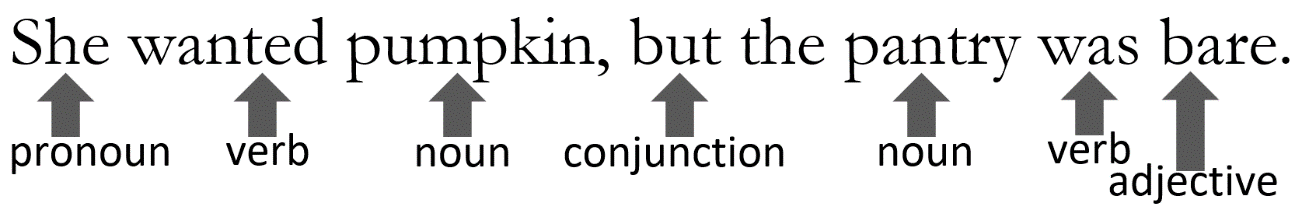 She wanted pumpkin, but the pantry was bare.
pronoun verb noun conjunction noun verb
adjective